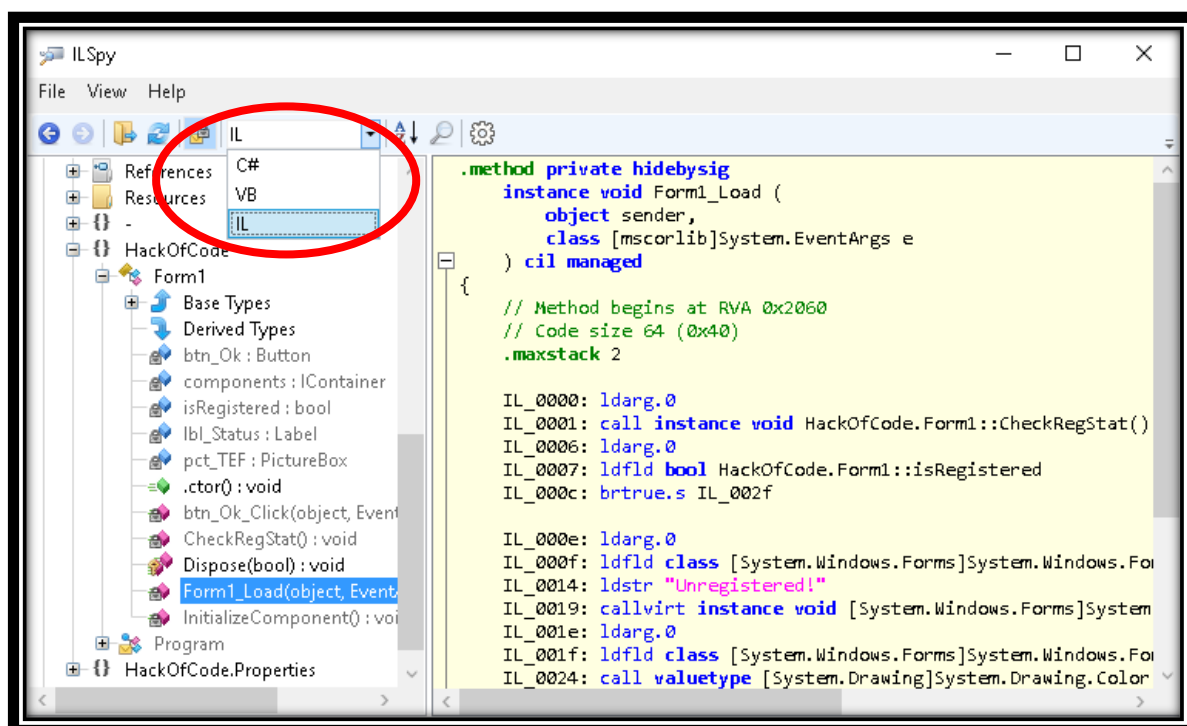 ILSpy
File View Help
IL
C#
VB
IL
References
Resources
{} -
{} HackOfCode
Form1
Base Types
Derived Types
btn_Ok : Button
components : IContainer
isRegistered : bool
lbl_Status : Label
pct_TEF : PictureBox
.ctor() : void
btn_Ok_Click(object, Event
CheckRegStat() : void
Dispose(bool) : void
Form1_Load(object, Event
InitializeComponent() : voi
Program
{} HackOfCode.Properties
.method private hidebysig
instance void Form1_Load (
object sender,
class [mscorlib]System.EventArgs e
) cil managed
{
// Method begins at RVA 0x2060
// Code size 64 (0x40)
.maxstack 2
IL_0000: ldarg.0
IL_0001: call instance void HackOfCode.Form1::CheckRegStat()
IL_0006: ldarg.0
IL_0007: ldfld bool HackOfCode.Form1::isRegistered
IL_000c: brtrue.s IL_002f
IL_000e: ldarg.0
IL_000f: ldfld class [System.Windows.Forms]System.Windows.For
IL_0014: ldstr "Unregistered!"
IL_0019: callvirt instance void [System.Windows.Forms]System
IL_001e: ldarg.0
IL_001f: ldfld class [System.Windows.Forms]System.Windows.For
IL_0024: call valuetype [System.Drawing]System.Drawing.Color